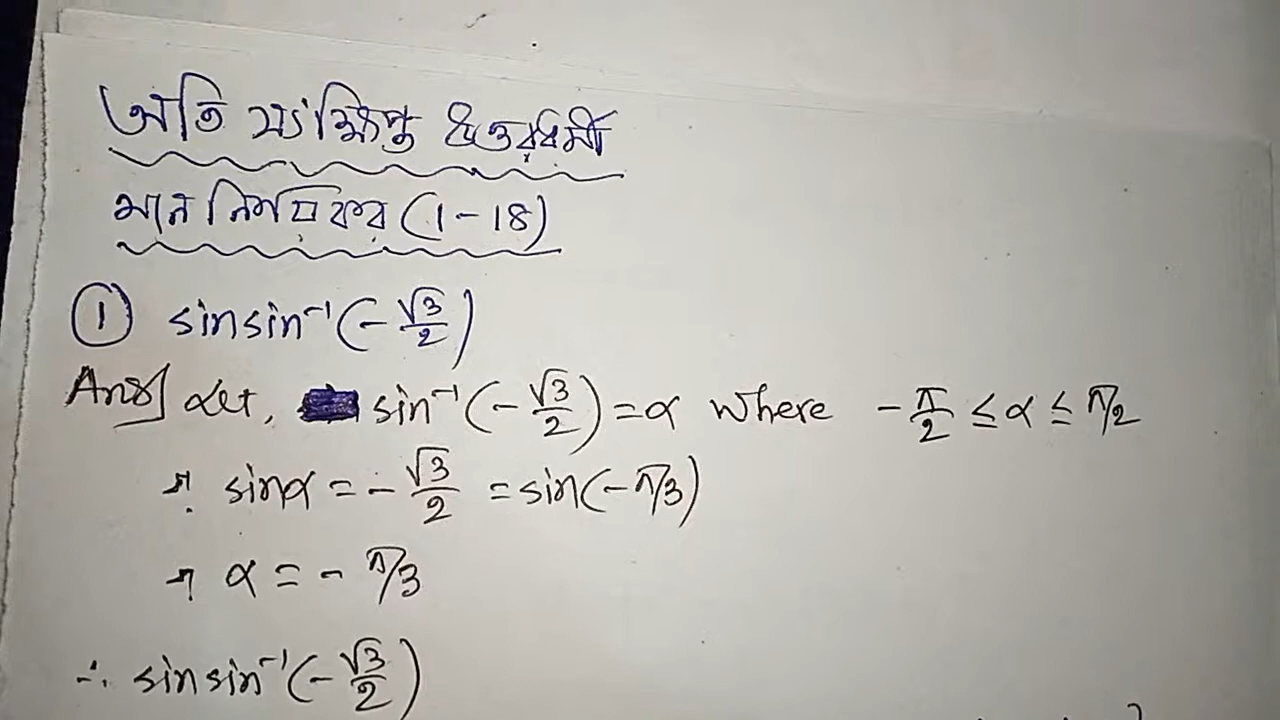 অতি সংক্ষিপ্ত উত্তরধর্মী
মান নির্ণয় কর (1-18)
① sin sin⁻¹(-√3/2)
Ans] Let, sin⁻¹(-√3/2) = α where -π/2 ≤ α ≤ π/2
sinα = -√3/2 = sin(-π/3)
α = -π/3
∴ sin sin⁻¹(-√3/2)